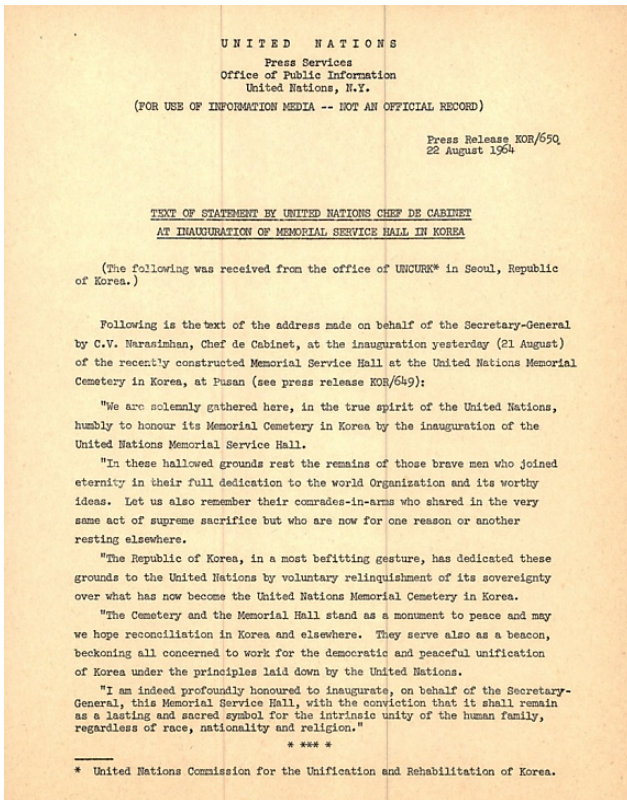 UNITED NATIONS
Press Services
Office of Public Information
United Nations, N.Y.
(FOR USE OF INFORMATION MEDIA -- NOT AN OFFICIAL RECORD)
Press Release KOR/650
22 August 1964
TEXT OF STATEMENT BY UNITED NATIONS CHEF DE CABINET
AT INAUGURATION OF MEMORIAL SERVICE HALL IN KOREA
(The following was received from the office of UNCURK* in Seoul, Republic
of Korea.)
Following is the text of the address made on behalf of the Secretary-General
by C.V. Narasimhan, Chef de Cabinet, at the inauguration yesterday (21 August)
of the recently constructed Memorial Service Hall at the United Nations Memorial
Cemetery in Korea, at Pusan (see press release KOR/649):
"We are solemnly gathered here, in the true spirit of the United Nations,
humbly to honour its Memorial Cemetery in Korea by the inauguration of the
United Nations Memorial Service Hall.
"In these hallowed grounds rest the remains of those brave men who joined
eternity in their full dedication to the world Organization and its worthy
ideas. Let us also remember their comrades-in-arms who shared in the very
same act of supreme sacrifice but who are now for one reason or another
resting elsewhere.
"The Republic of Korea, in a most befitting gesture, has dedicated these
grounds to the United Nations by voluntary relinquishment of its sovereignty
over what has now become the United Nations Memorial Cemetery in Korea.
"The Cemetery and the Memorial Hall stand as a monument to peace and may
we hope reconciliation in Korea and elsewhere. They serve also as a beacon,
beckoning all concerned to work for the democratic and peaceful unification
of Korea under the principles laid down by the United Nations.
"I am indeed profoundly honoured to inaugurate, on behalf of the Secretary-
General, this Memorial Service Hall, with the conviction that it shall remain
as a lasting and sacred symbol for the intrinsic unity of the human family,
regardless of race, nationality and religion."
* *** *
* United Nations Commission for the Unification and Rehabilitation of Korea.